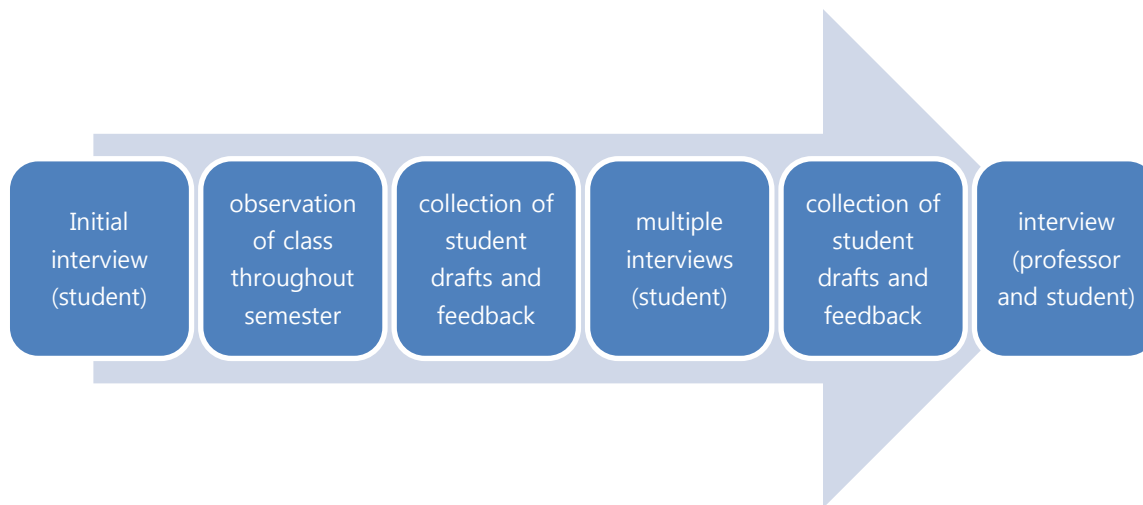 Initial
interview
(student)
observation
of class
throughout
semester
collection of
student
drafts and
feedback
multiple
interviews
(student)
collection of
student
drafts and
feedback
interview
(professor
and student)